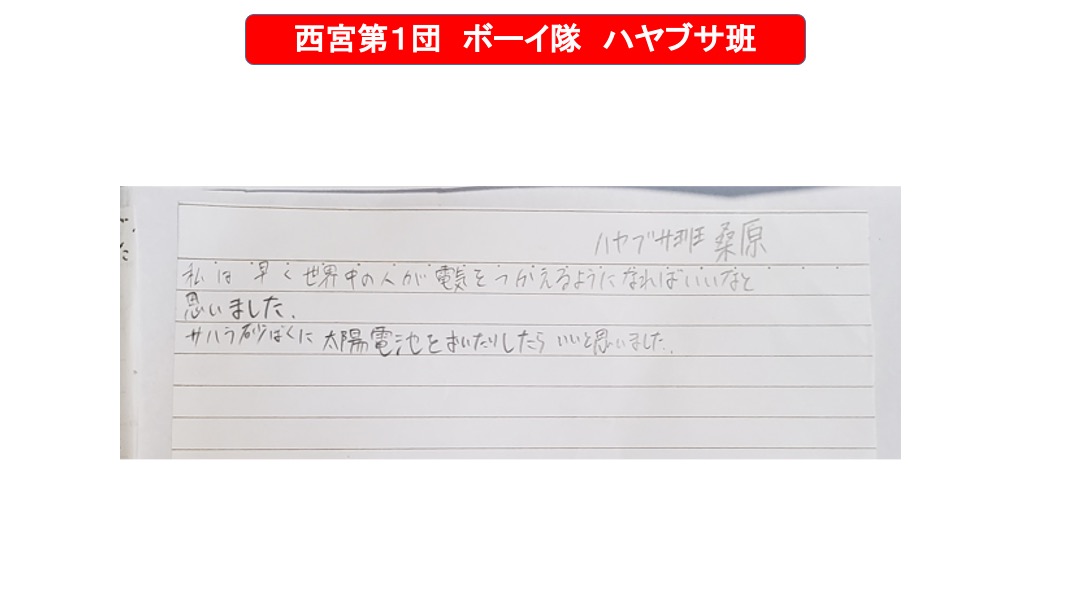 西宮第１団　ボーイ隊　ハヤブサ班
ハヤブサ班 桑原
私は早く世界中の人が電気をつかえるようになればいいなと
思いました。
サハラ砂ばくに太陽電池をおいたりしたらいいと思いました。